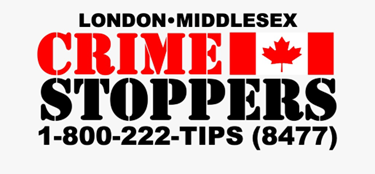 LONDON•MIDDLESEX
CRIME
STOPPERS
1-800-222-TIPS (8477)